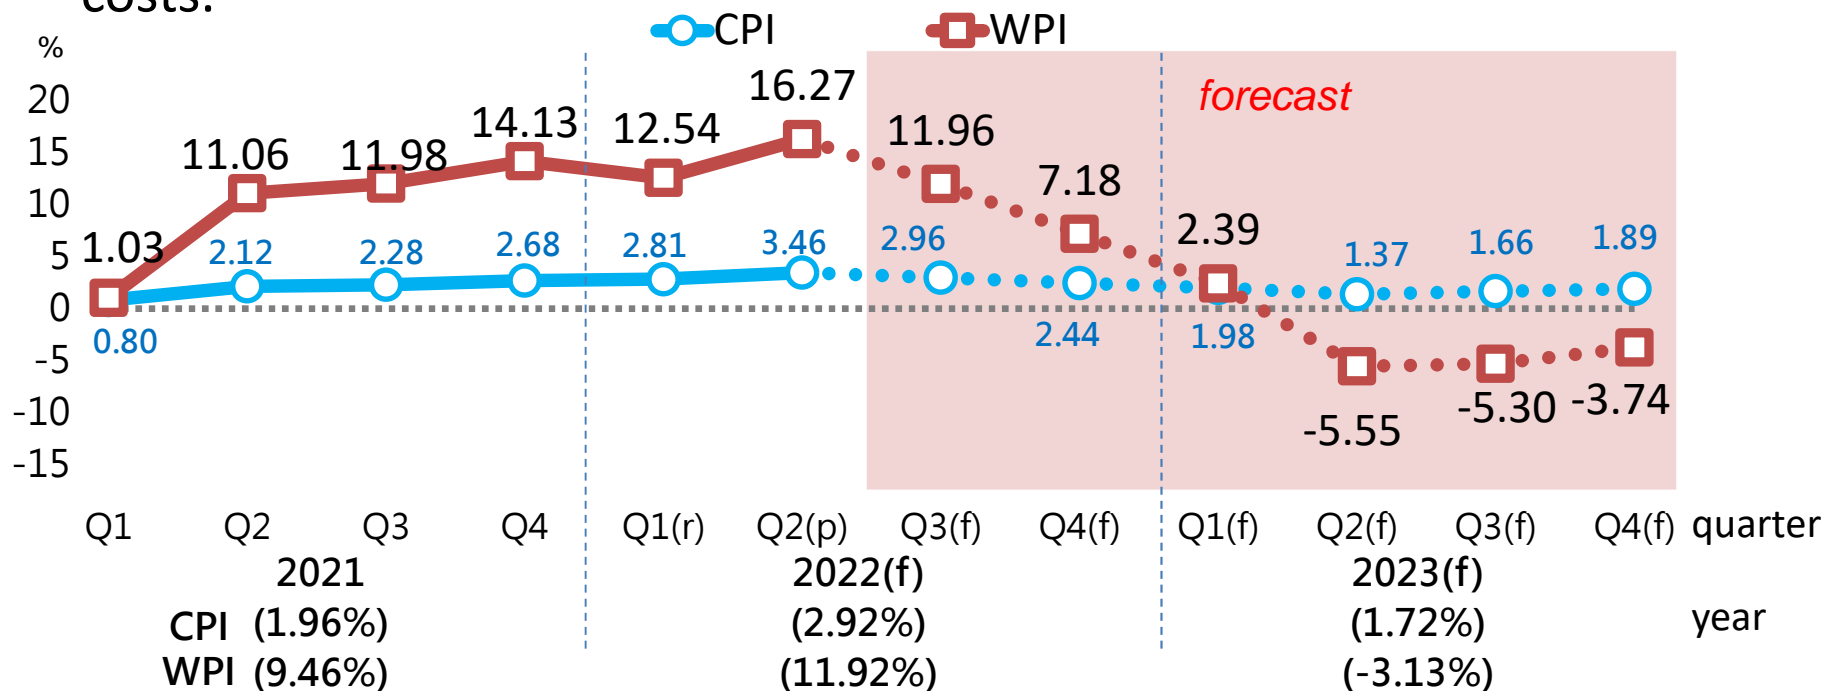 costs.
CPI WPI
%
forecast
20
15
10
5
0
-5
-10
-15
1.03 11.06 11.98 14.13 12.54 16.27 11.96 7.18 2.39 -5.55 -5.30 -3.74
0.80 2.12 2.28 2.68 2.81 3.46 2.96 2.44 1.98 1.37 1.66 1.89
Q1 Q2 Q3 Q4 Q1(r) Q2(p) Q3(f) Q4(f) Q1(f) Q2(f) Q3(f) Q4(f) quarter
2021 2022(f) 2023(f)
CPI (1.96%) (2.92%) (1.72%) year
WPI (9.46%) (11.92%) (-3.13%)